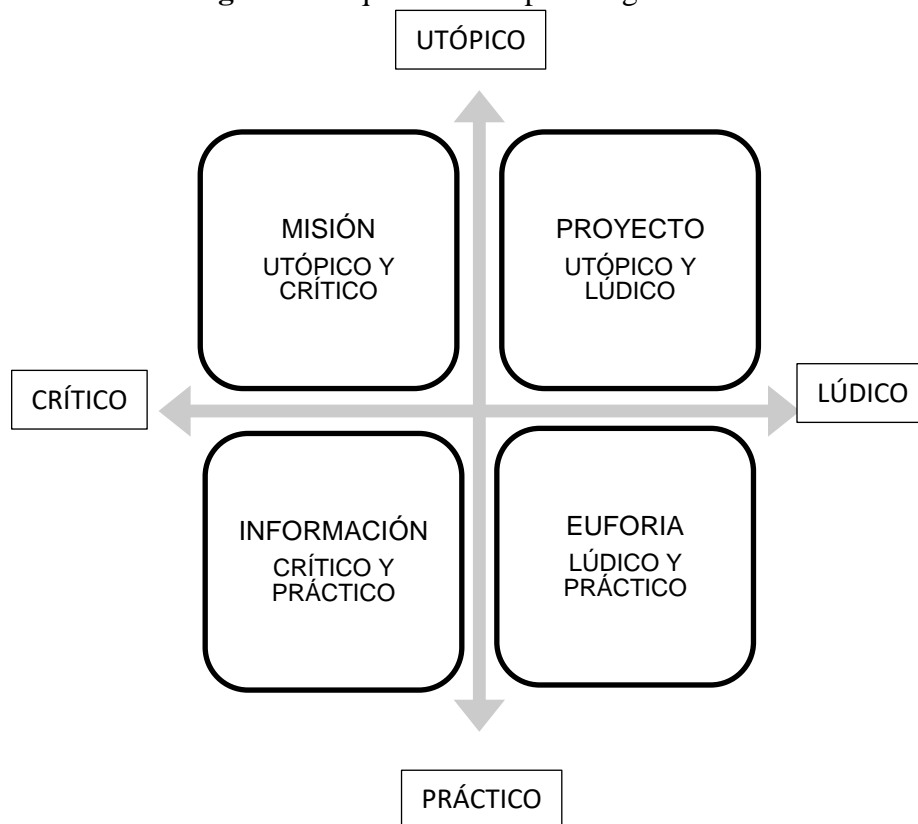 UTÓPICO
MISIÓN
UTÓPICO Y
CRÍTICO
PROYECTO
UTÓPICO Y
LÚDICO
CRÍTICO
LÚDICO
INFORMACIÓN
CRÍTICO Y
PRÁCTICO
EUFORIA
LÚDICO Y
PRÁCTICO
PRÁCTICO